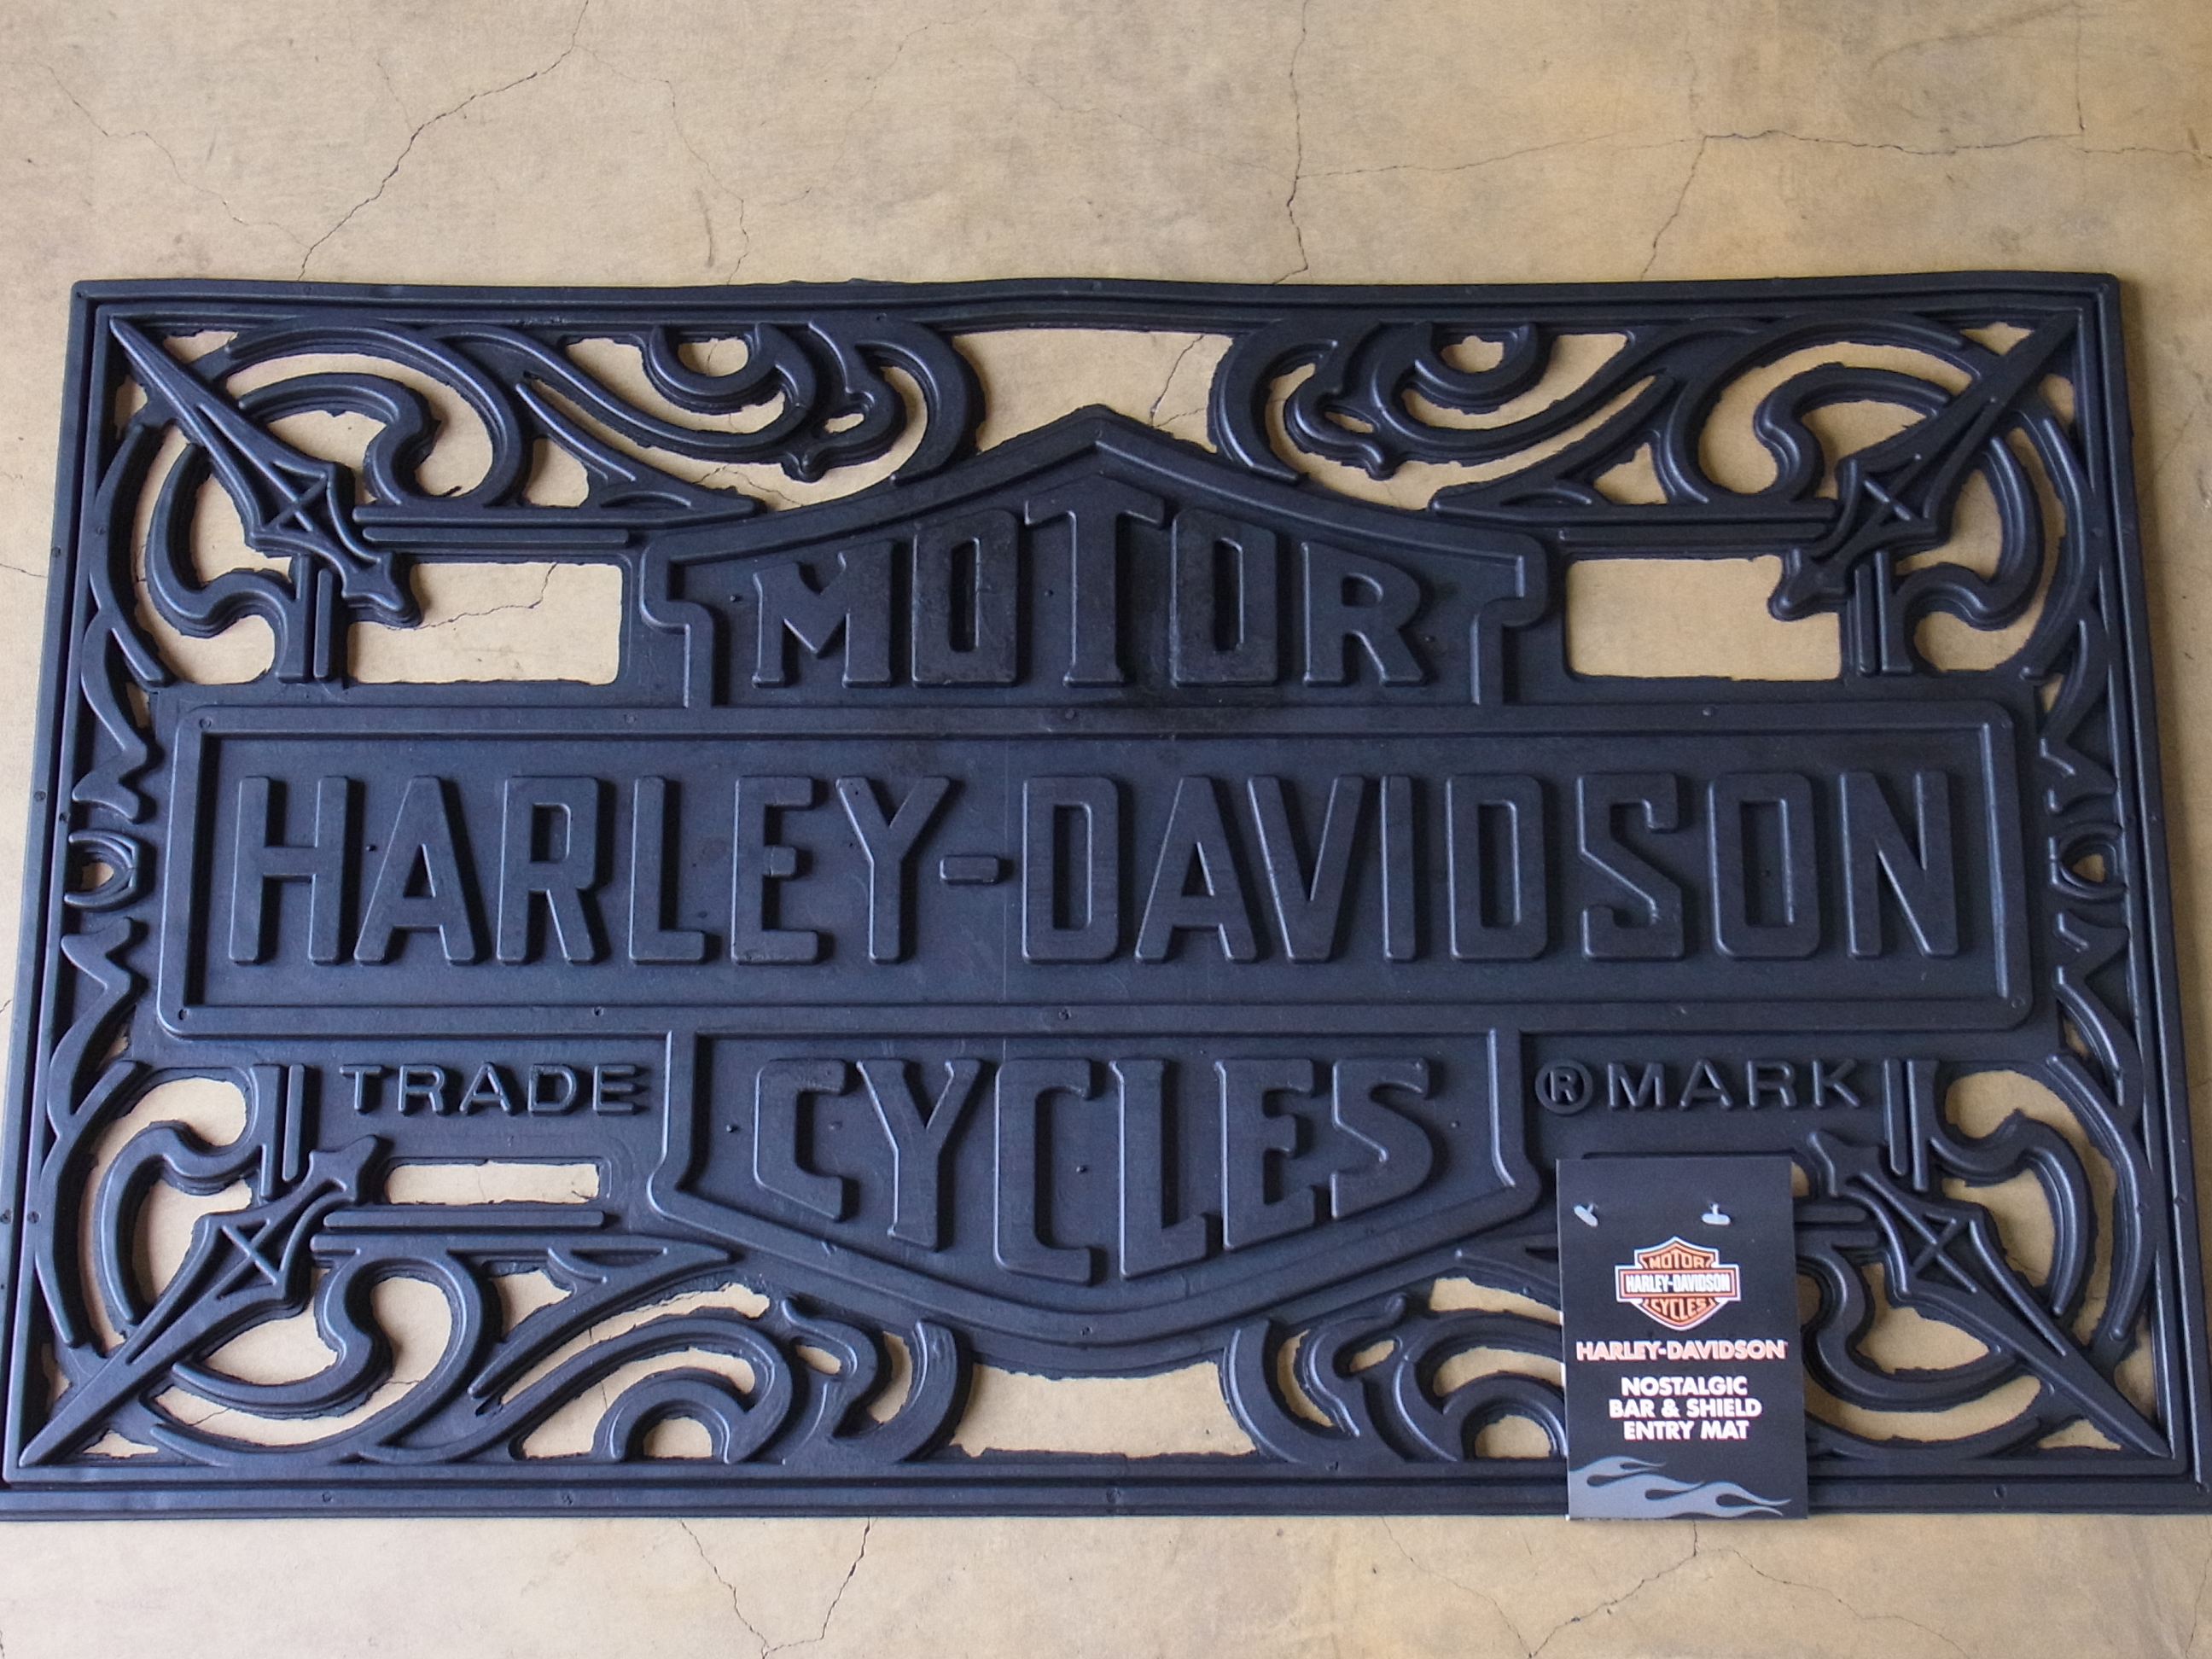 MOTOR
HARLEY-DAVIDSON
TRADE ®MARK
CYCLES
MOTOR
HARLEY-DAVIDSON
CYCLES
HARLEY-DAVIDSON
NOSTALGIC
BAR & SHIELD
ENTRY MAT